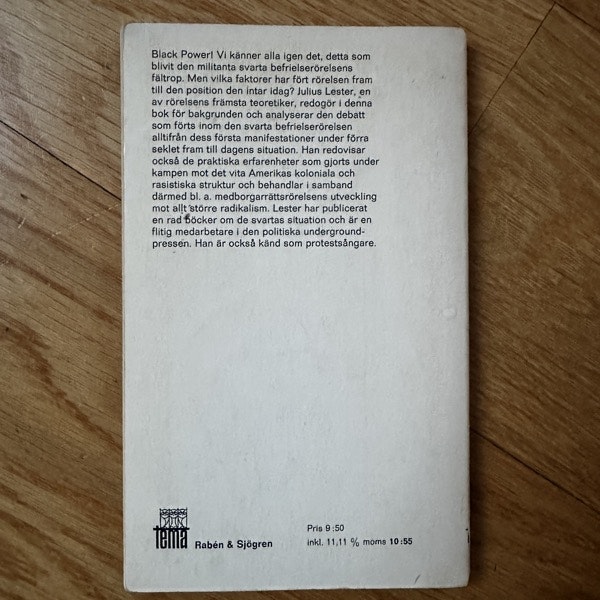 Black Power! Vi känner alla igen det, detta som
blivit den militanta svarta befrielserörelsens
fältrop. Men vilka faktorer har fört rörelsen fram
till den position den intar idag? Julius Lester, en
av rörelsens främsta teoretiker, redogör i denna
bok för bakgrunden och analyserar den debatt
som förts inom den svarta befrielserörelsen
alltifrån dess första manifestationer under förra
seklet fram till dagens situation. Han redovisar
också de praktiska erfarenheter som gjorts under
kampen mot det vita Amerikas koloniala och
rasistiska struktur och behandlar i samband
därmed bl. a. medborgarrättsrörelsens utveckling
mot allt större radikalism. Lester har publicerat
en rad böcker om de svartas situation och är en
flitig medarbetare i den politiska underground-
pressen. Han är också känd som protestsångare.
tema
Rabén & Sjögren
Pris 9:50
inkl. 11,11 % moms 10:55